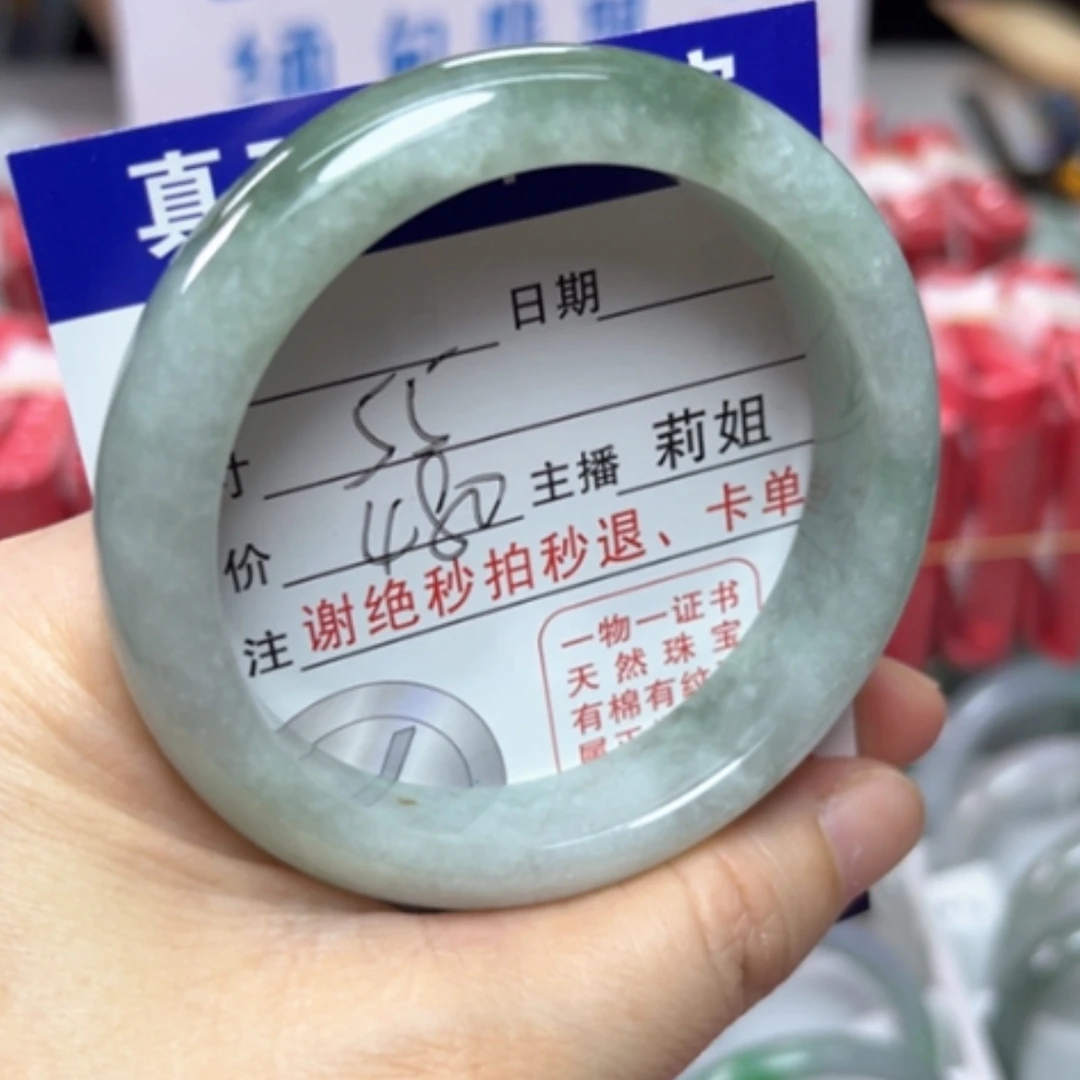 真
日期
寸 55
价 480 主播 莉姐
注 谢绝秒拍秒退、卡单
一物一证书
天然珠宝
有棉有纹